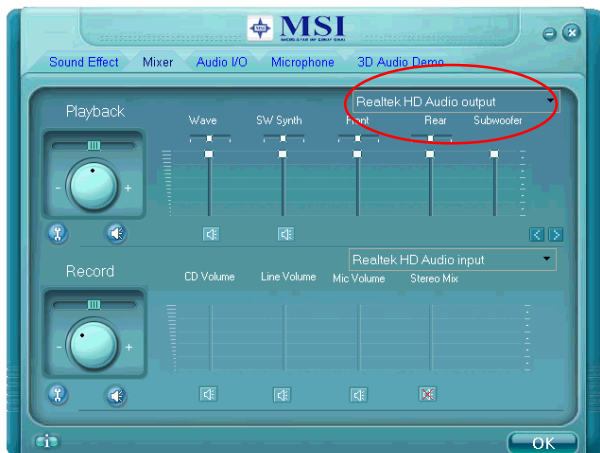 MSI
Sound Effect Mixer Audio I/O Microphone 3D Audio Demo
Realtek HD Audio output
Playback
Wave SW Synth Front Rear Subwoofer
- +
Realtek HD Audio input
Record
CD Volume Line Volume Mic Volume Stereo Mix
- +
i
OK